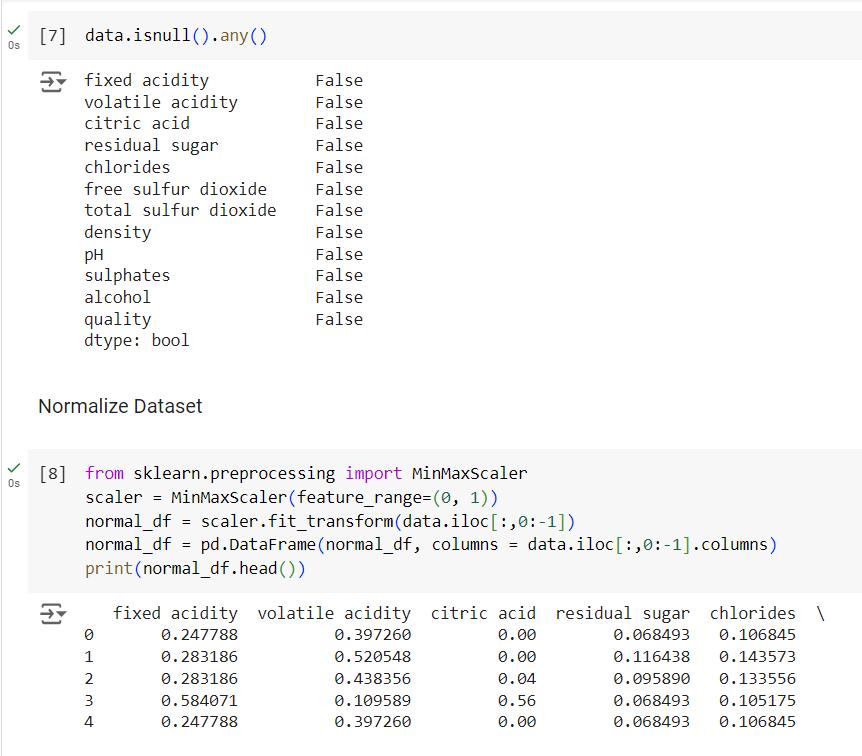 [7] data.isnull().any()
0s
fixed acidity False
volatile acidity False
citric acid False
residual sugar False
chlorides False
free sulfur dioxide False
total sulfur dioxide False
density False
pH False
sulphates False
alcohol False
quality False
dtype: bool
Normalize Dataset
[8] from sklearn.preprocessing import MinMaxScaler
0s
scaler = MinMaxScaler(feature_range=(0, 1))
normal_df = scaler.fit_transform(data.iloc[:,0:-1])
normal_df = pd.DataFrame(normal_df, columns = data.iloc[:,0:-1].columns)
print(normal_df.head())
fixed acidity volatile acidity citric acid residual sugar chlorides \
0 0.247788 0.397260 0.00 0.068493 0.106845
1 0.283186 0.520548 0.00 0.116438 0.143573
2 0.283186 0.438356 0.04 0.095890 0.133556
3 0.584071 0.109589 0.56 0.068493 0.105175
4 0.247788 0.397260 0.00 0.068493 0.106845